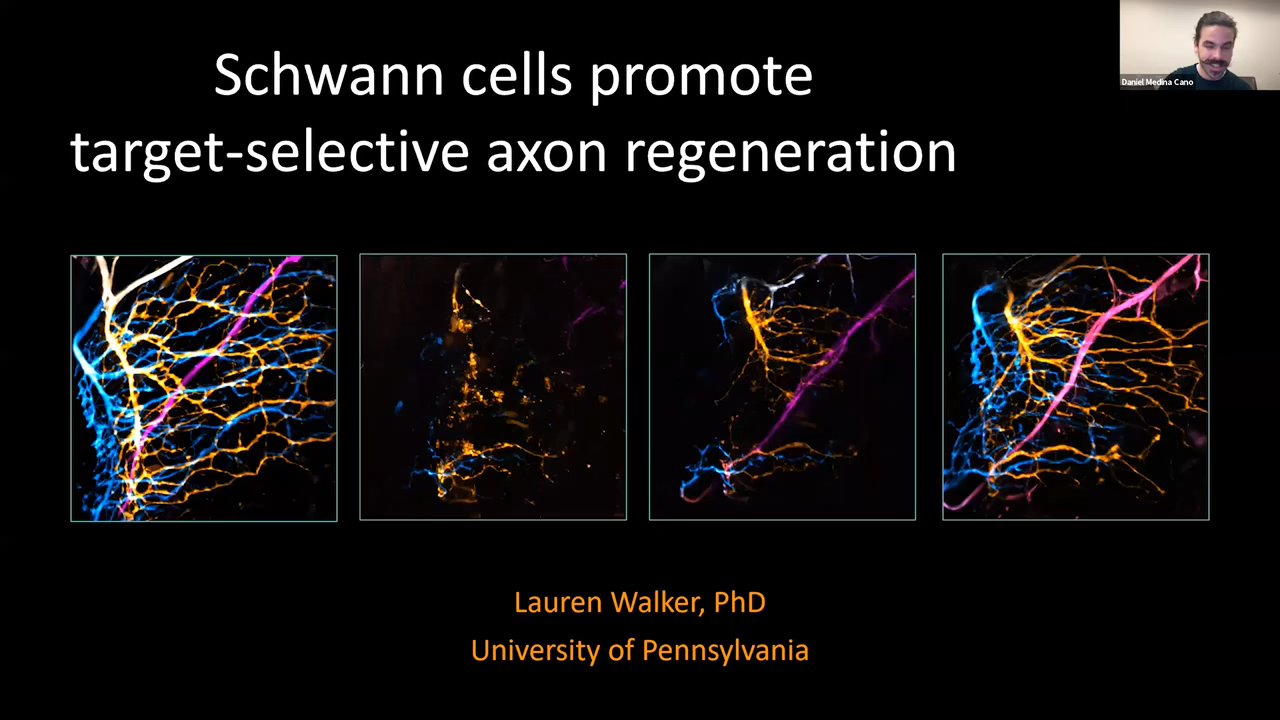 Schwann cells promote
target-selective axon regeneration
Daniel Medina Cano
Lauren Walker, PhD
University of Pennsylvania